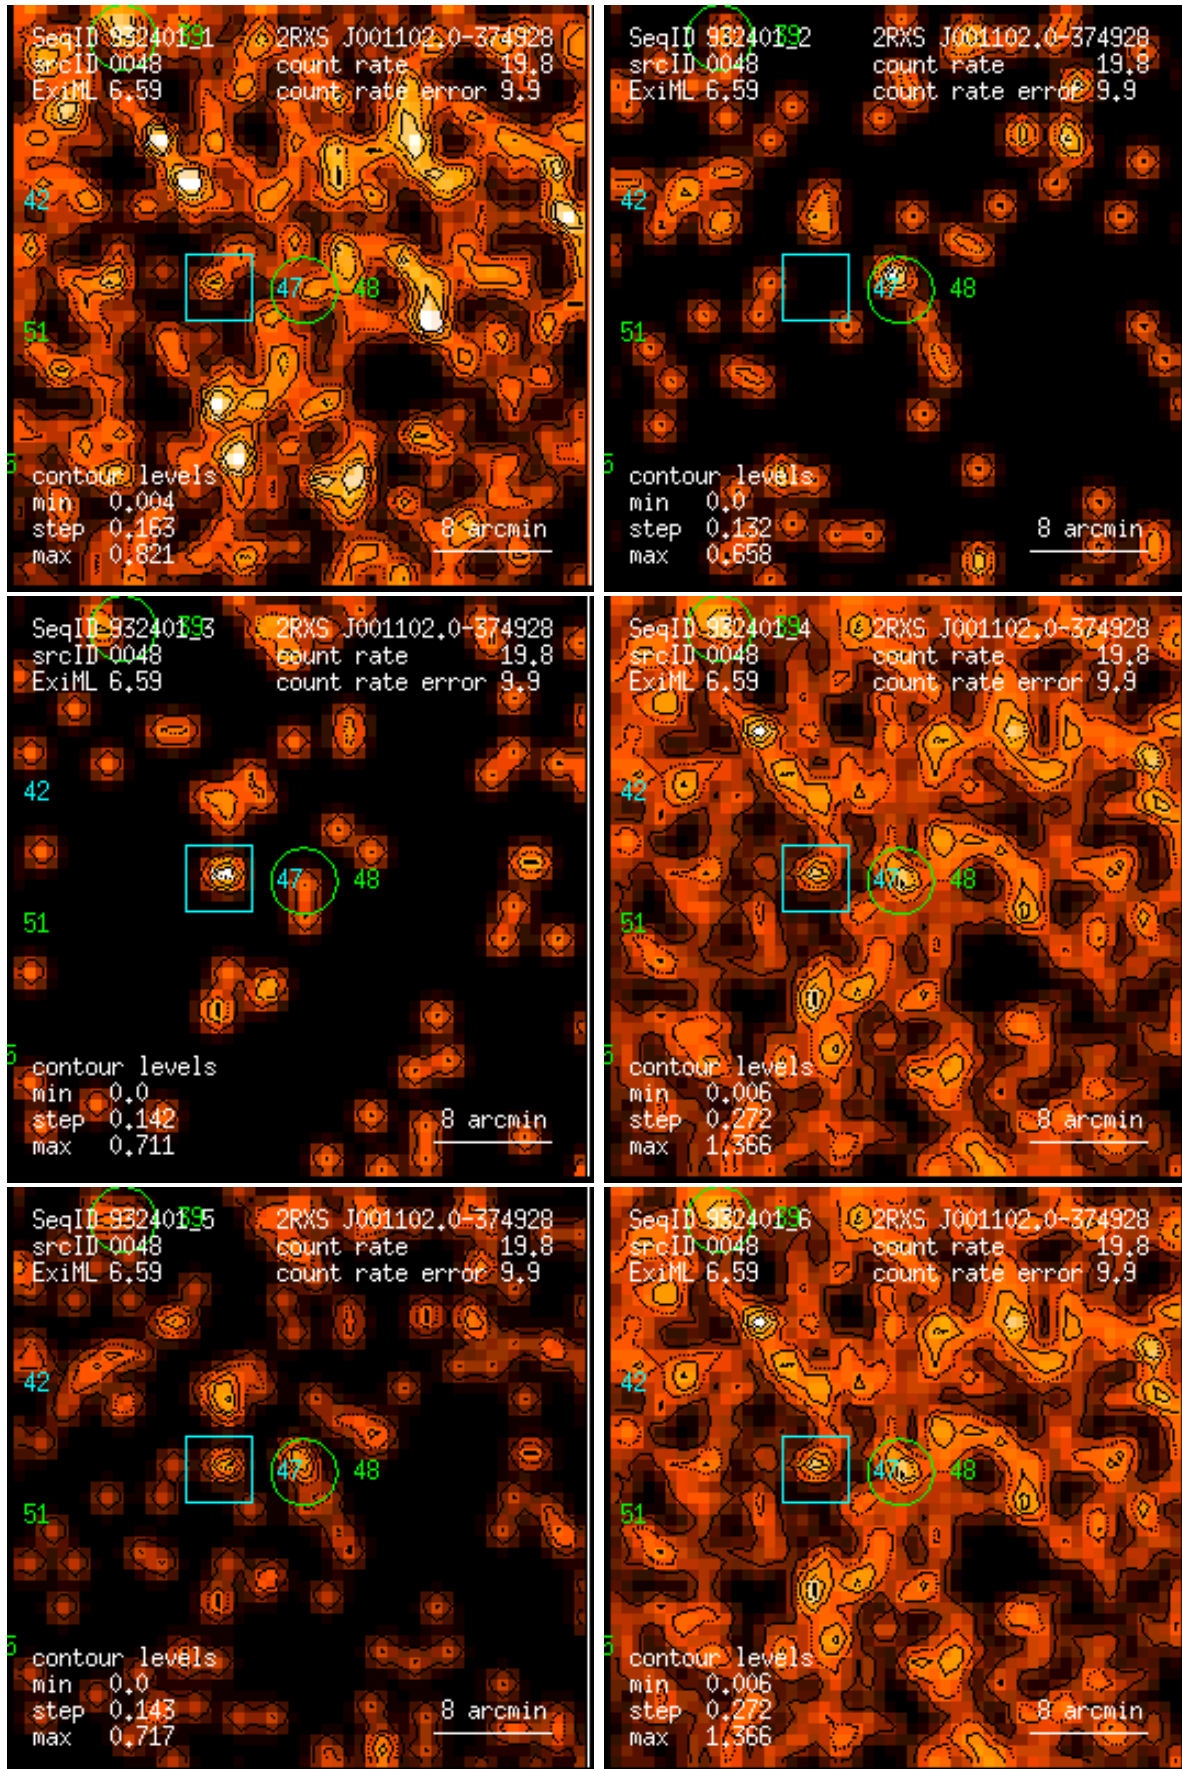 SeqID 932401_1 39 2RXS J001102.0-374928
srcID 0048 count rate 19.8
ExiML 6.59 count rate error 9.9
42
47 48
51
contour levels
min 0.004
step 0.163 8 arcmin
max 0.821
SeqID 932401_2 39 2RXS J001102.0-374928
srcID 0048 count rate 19.8
ExiML 6.59 count rate error 9.9
42
47 48
51
contour levels
min 0.0
step 0.132 8 arcmin
max 0.658
SeqID 932401_3 39 2RXS J001102.0-374928
srcID 0048 count rate 19.8
ExiML 6.59 count rate error 9.9
42
47 48
51
contour levels
min 0.0
step 0.142 8 arcmin
max 0.711
SeqID 932401_4 39 2RXS J001102.0-374928
srcID 0048 count rate 19.8
ExiML 6.59 count rate error 9.9
42
47 48
51
contour levels
min 0.006
step 0.272 8 arcmin
max 1.366
SeqID 932401_5 39 2RXS J001102.0-374928
srcID 0048 count rate 19.8
ExiML 6.59 count rate error 9.9
42
47 48
51
contour levels
min 0.0
step 0.143 8 arcmin
max 0.717
SeqID 932401_6 39 2RXS J001102.0-374928
srcID 0048 count rate 19.8
ExiML 6.59 count rate error 9.9
42
47 48
51
contour levels
min 0.006
step 0.272 8 arcmin
max 1.366